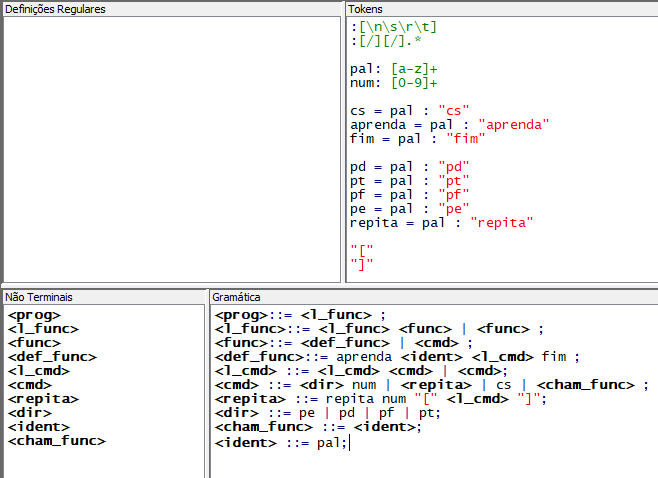 Definições Regulares
Tokens
:[\n\s\r\t]
:[/][/].*
pal: [a-z]+
num: [0-9]+
cs = pal : "cs"
aprenda = pal : "aprenda"
fim = pal : "fim"
pd = pal : "pd"
pt = pal : "pt"
pf = pal : "pf"
pe = pal : "pe"
repita = pal : "repita"
"["
"]"
Não Terminais
<prog>
<l_func>
<func>
<def_func>
<l_cmd>
<cmd>
<repita>
<dir>
<ident>
<cham_func>
Gramática
<prog>::= <l_func> ;
<l_func>::= <l_func> <func> | <func> ;
<func>::= <def_func> | <cmd> ;
<def_func>::= aprenda <ident> <l_cmd> fim ;
<l_cmd> ::= <l_cmd> <cmd> | <cmd>;
<cmd> ::= <dir> num | <repita> | cs | <cham_func> ;
<repita> ::= repita num "[" <l_cmd> "]";
<dir> ::= pe | pd | pf | pt;
<cham_func> ::= <ident>;
<ident> ::= pal;